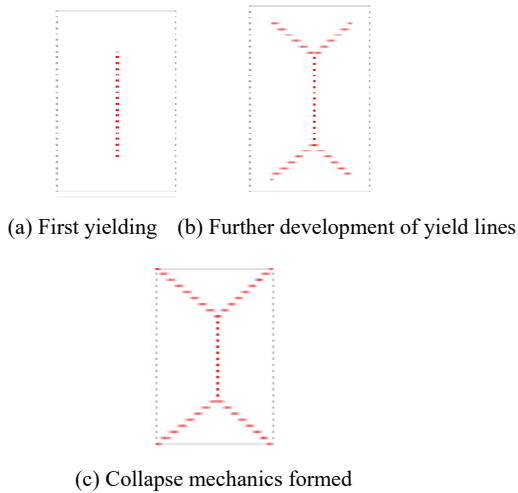 (a) First yielding (b) Further development of yield lines
(c) Collapse mechanics formed